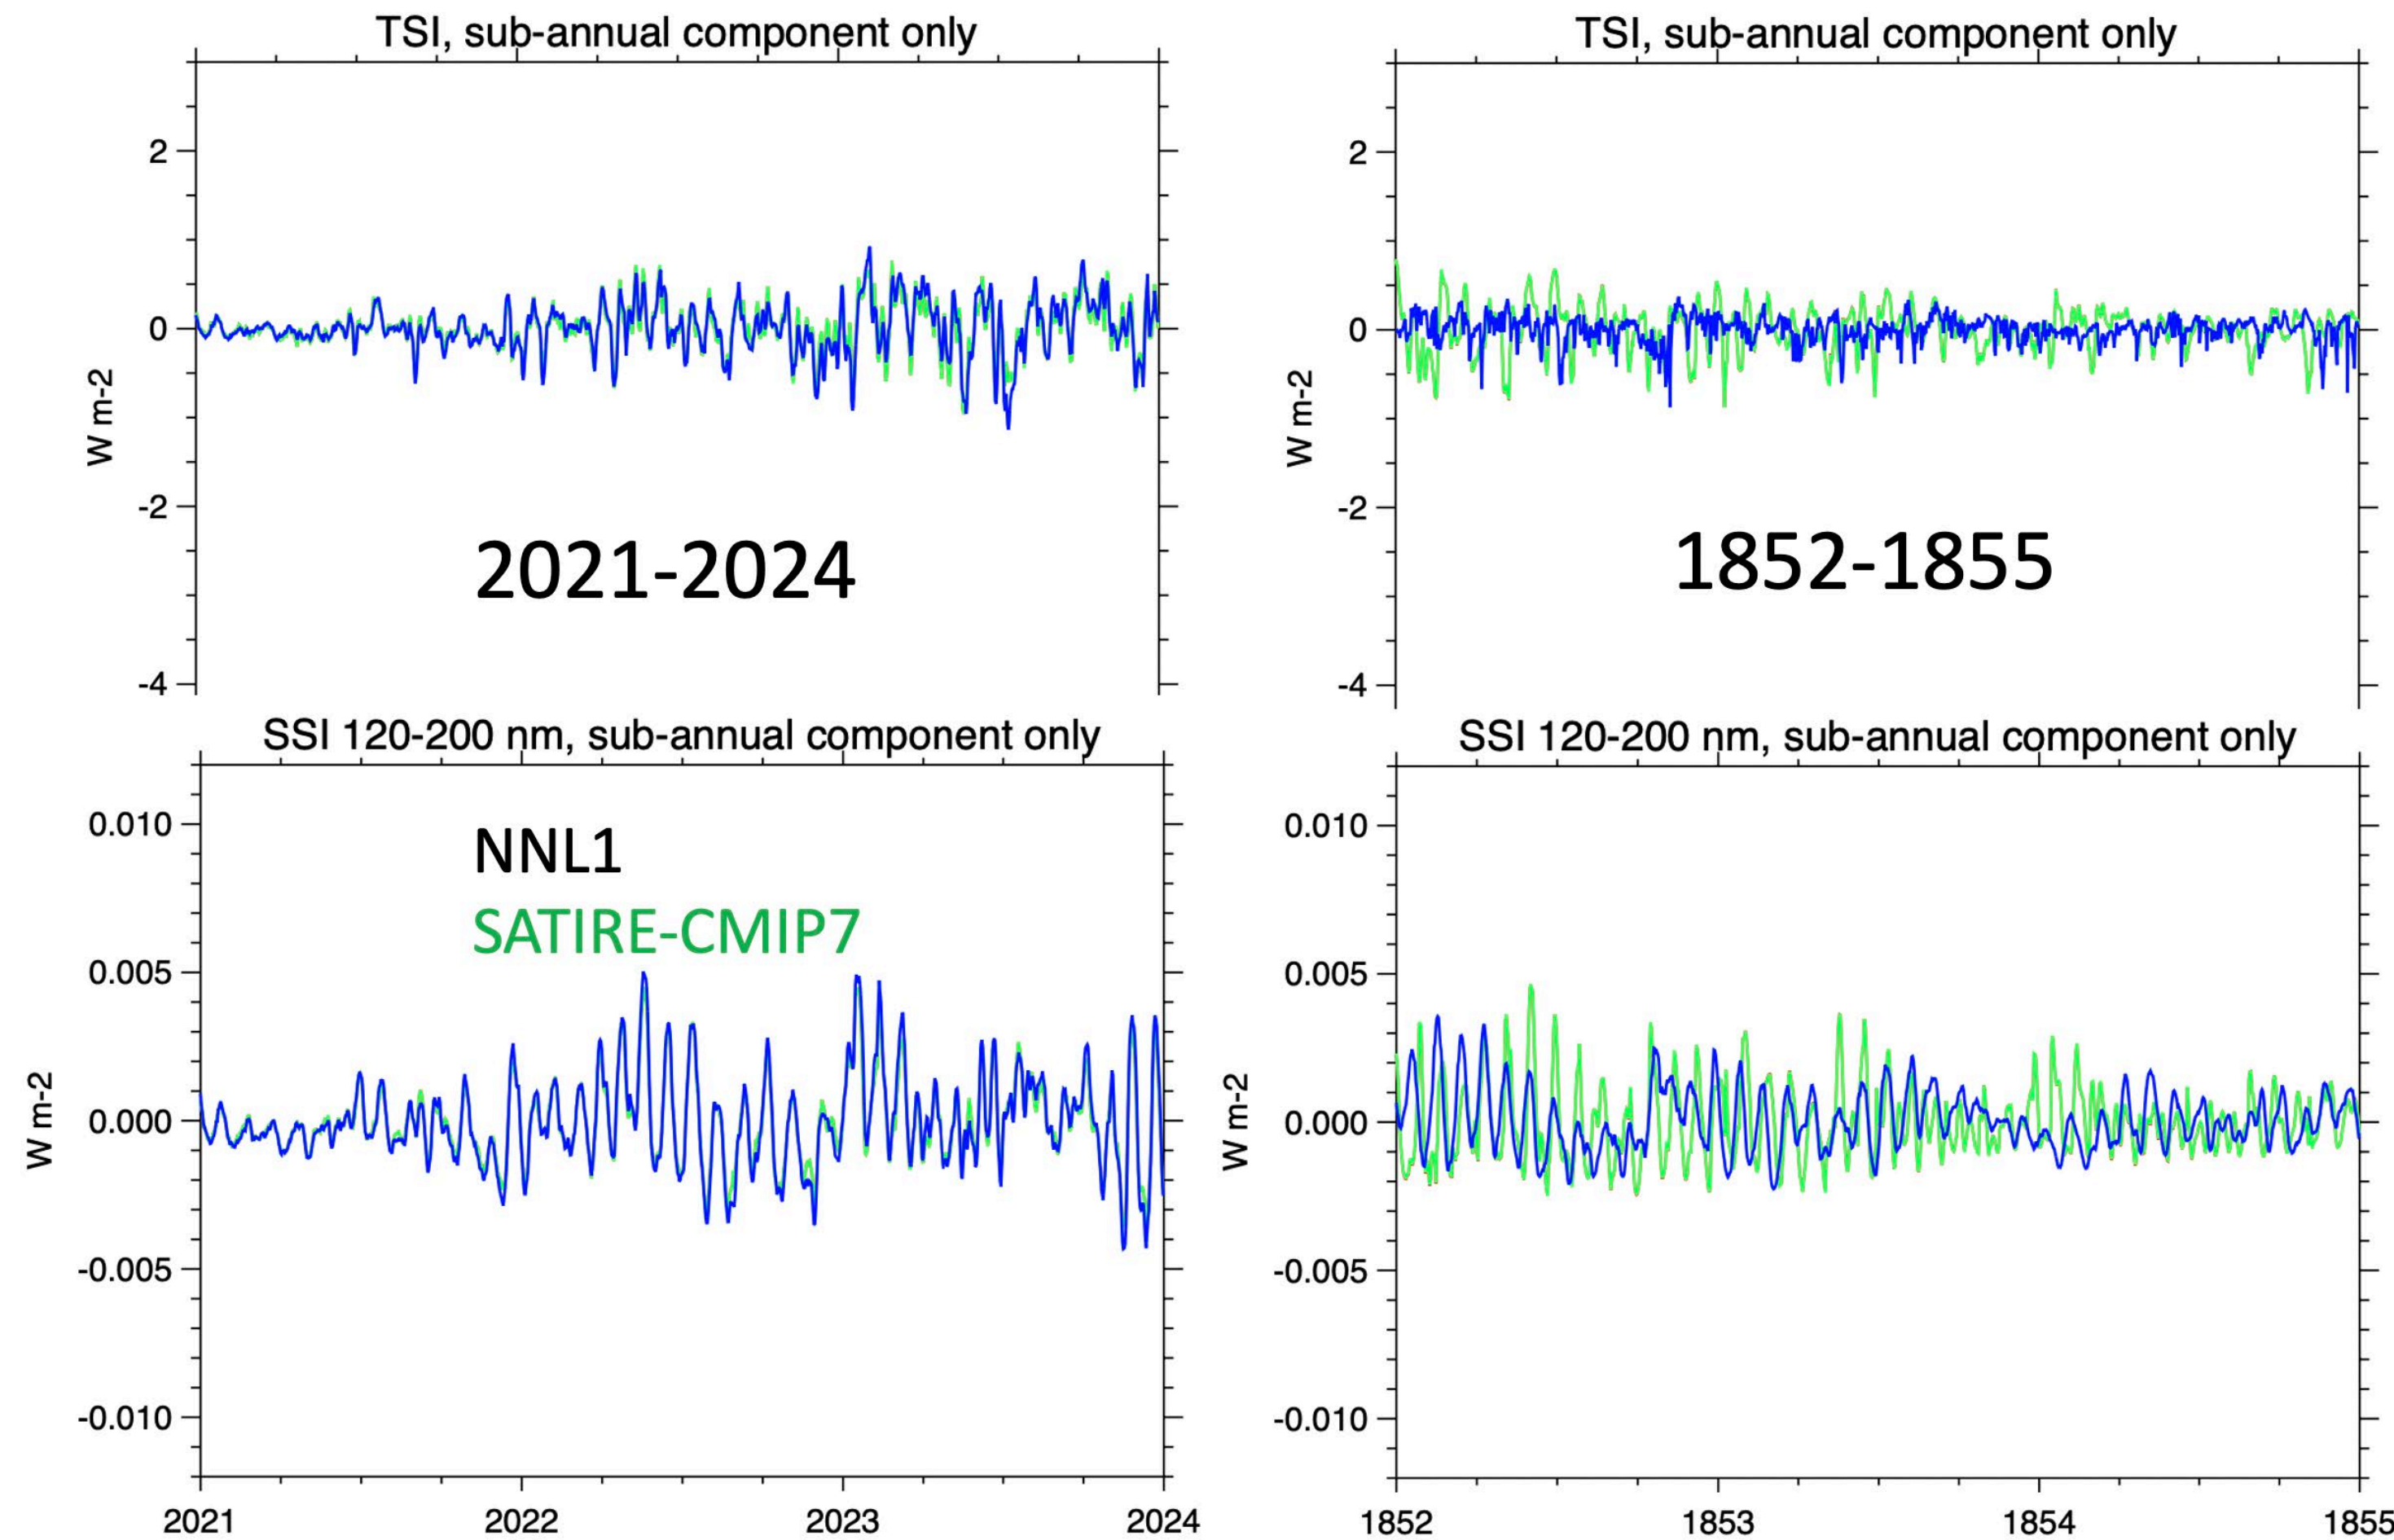 TSI, sub-annual component only
2
0
-2
-4
W m-2
2021-2024
TSI, sub-annual component only
2
0
-2
-4
W m-2
1852-1855
SSI 120-200 nm, sub-annual component only
0.010
0.005
0.000
-0.005
-0.010
W m-2
NNL1
SATIRE-CMIP7
2021 2022 2023 2024
SSI 120-200 nm, sub-annual component only
0.010
0.005
0.000
-0.005
-0.010
W m-2
1852 1853 1854 1855